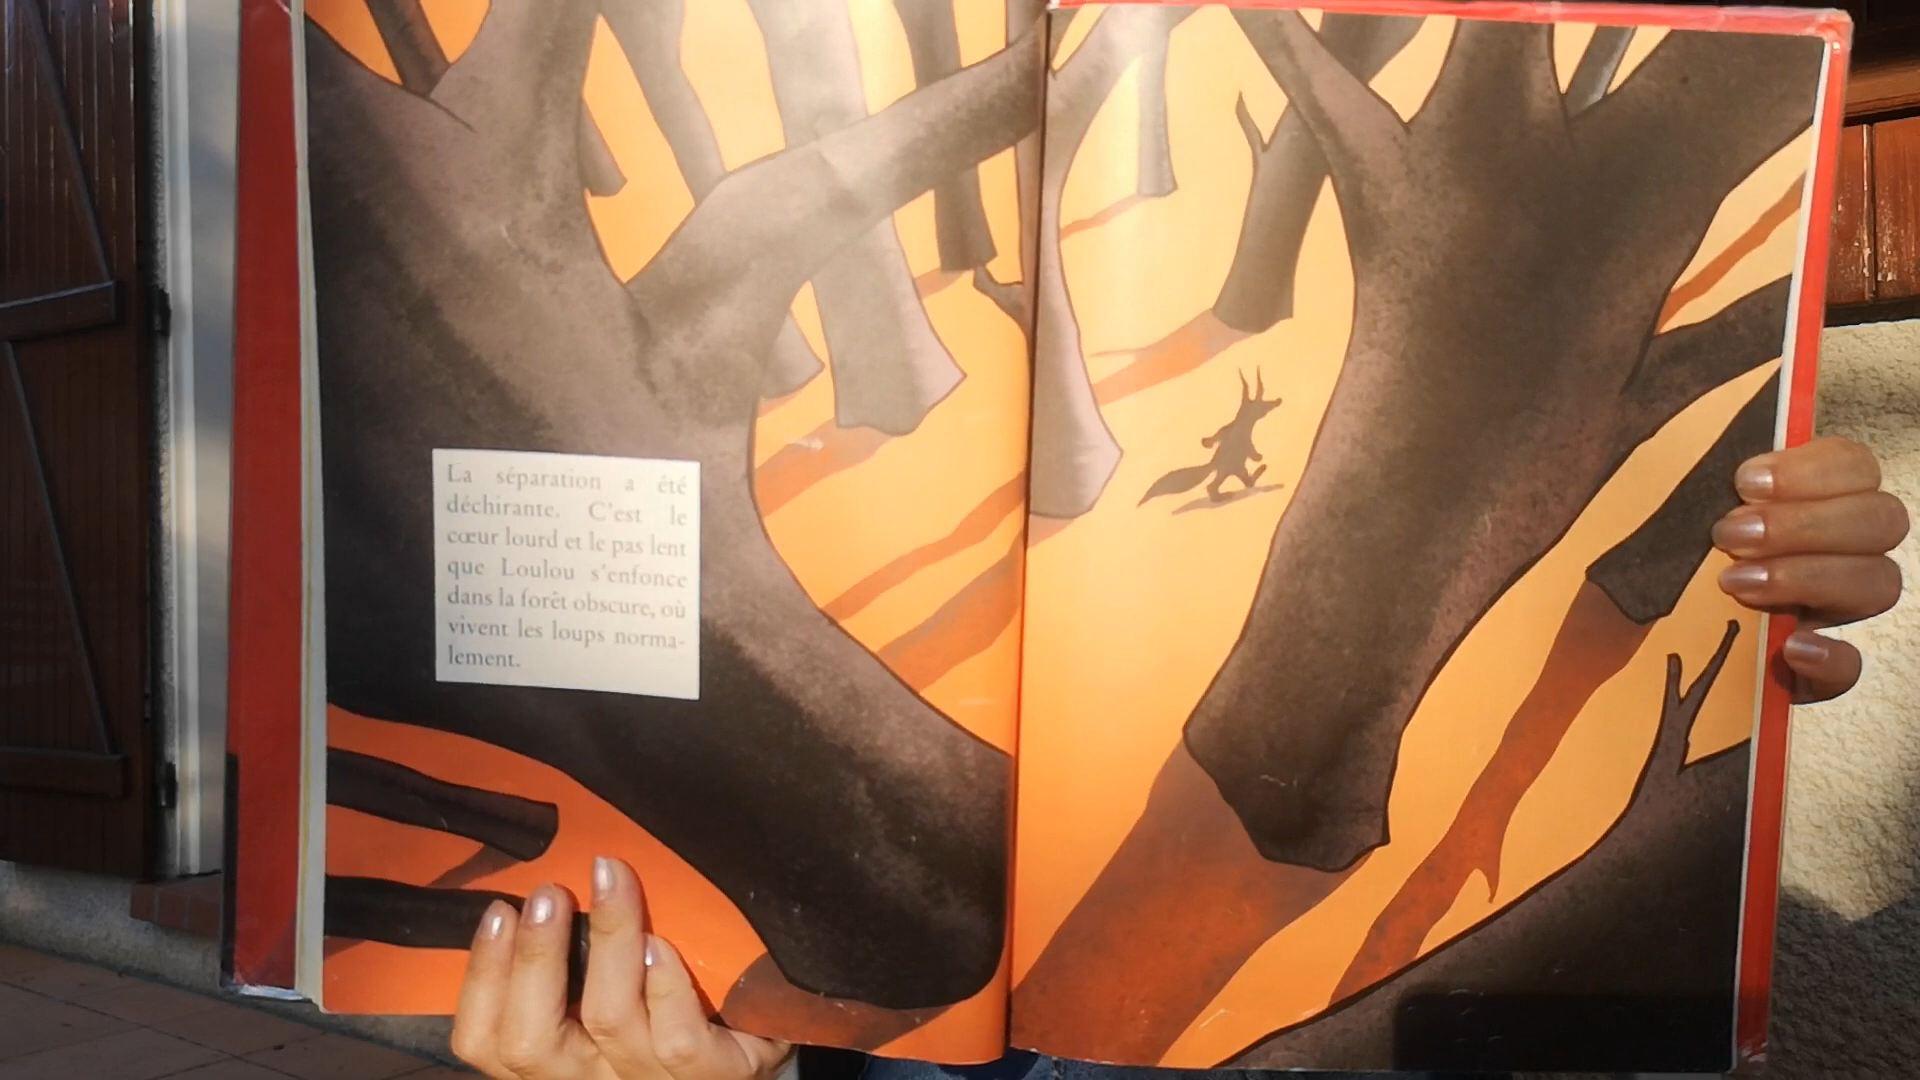 La séparation a été
déchirante. C'est le
cœur lourd et le pas lent
que Loulou s'enfonce
dans la forêt obscure, où
vivent les loups norma-
lement.